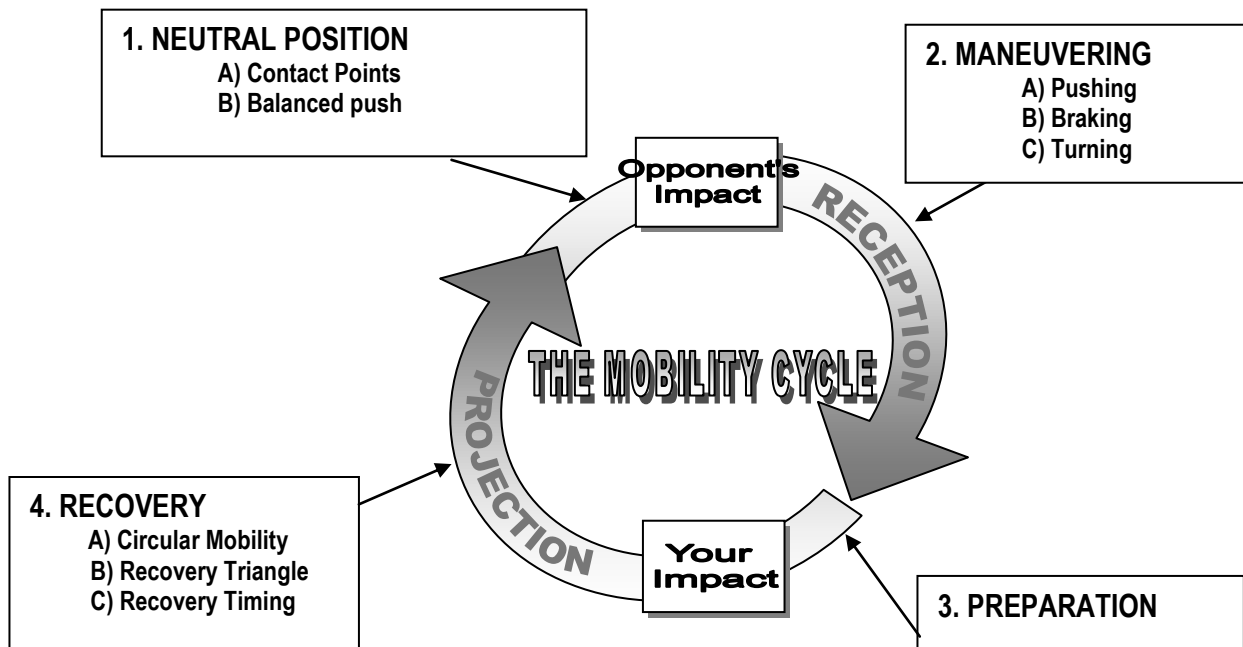 1. NEUTRAL POSITION
A) Contact Points
B) Balanced push
2. MANEUVERING
A) Pushing
B) Braking
C) Turning
Opponent's
Impact
RECEPTION
THE MOBILITY CYCLE
PROJECTION
4. RECOVERY
A) Circular Mobility
B) Recovery Triangle
C) Recovery Timing
Your
Impact
3. PREPARATION